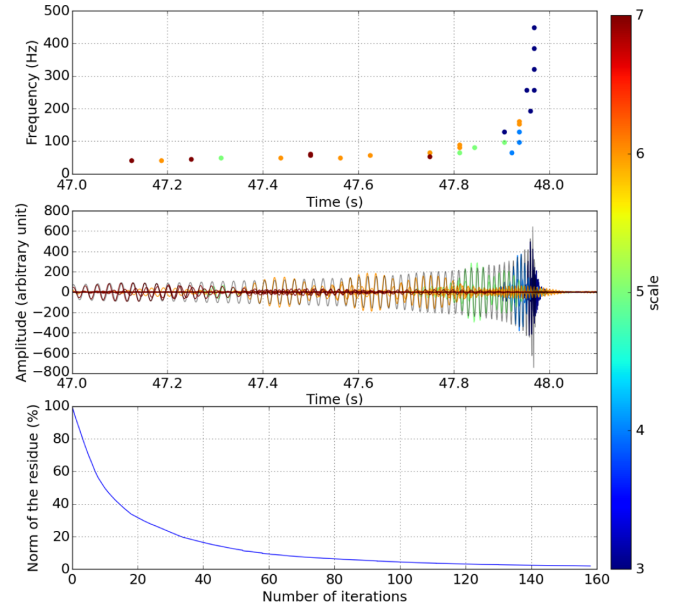 500
400
300
200
100
0
Frequency (Hz)
47.0 47.2 47.4 47.6 47.8 48.0
Time (s)
800
600
400
200
0
−200
−400
−600
−800
Amplitude (arbitrary unit)
47.0 47.2 47.4 47.6 47.8 48.0
Time (s)
100
80
60
40
20
0
Norm of the residue (%)
0 20 40 60 80 100 120 140 160
Number of iterations
7
6
5
4
3
scale